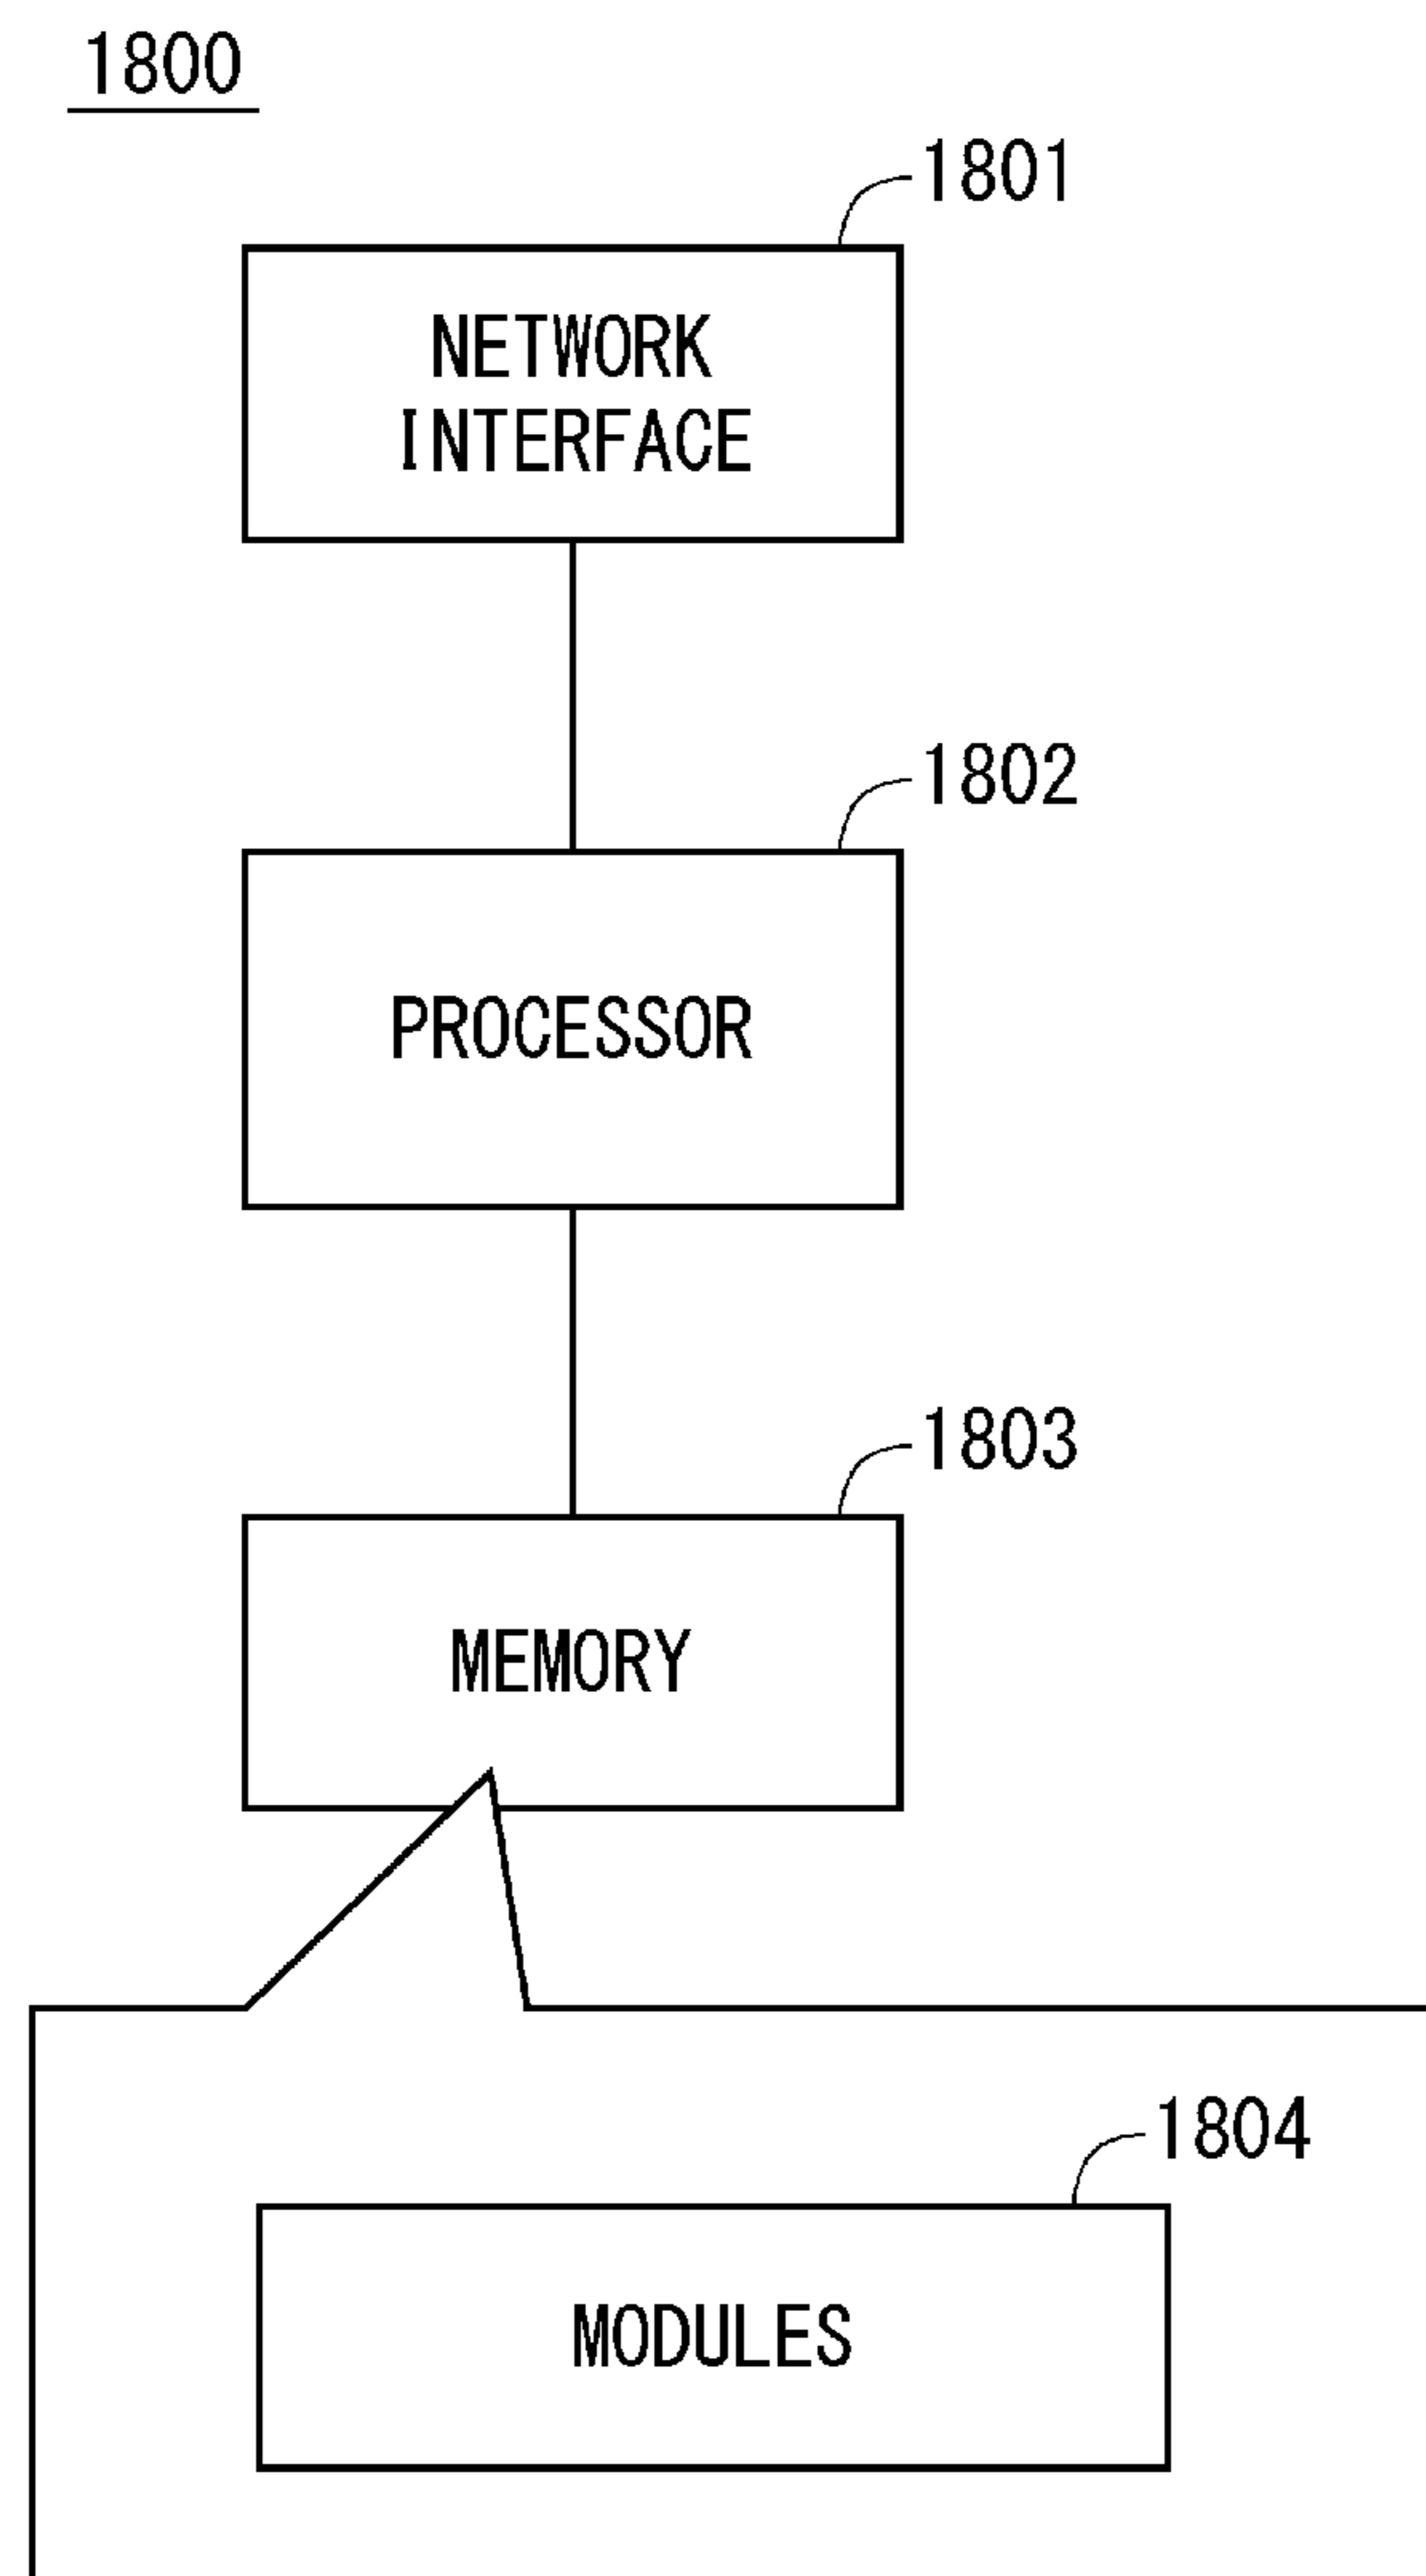 1800
1801
NETWORK
INTERFACE
1802
PROCESSOR
1803
MEMORY
1804
MODULES